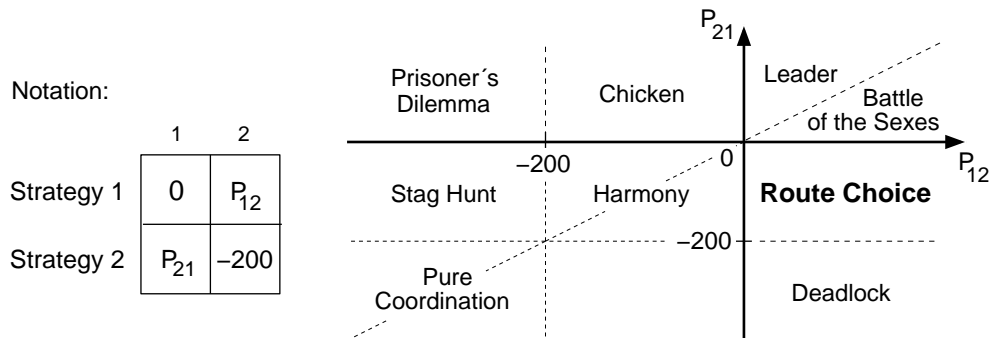 Notation:
1 2
Strategy 1 0 P12
Strategy 2 P21 −200
P21
Prisoner´s
Dilemma
Chicken
Leader
Battle
of the Sexes
−200
0
P12
Stag Hunt
Harmony
Route Choice
−200
Pure
Coordination
Deadlock